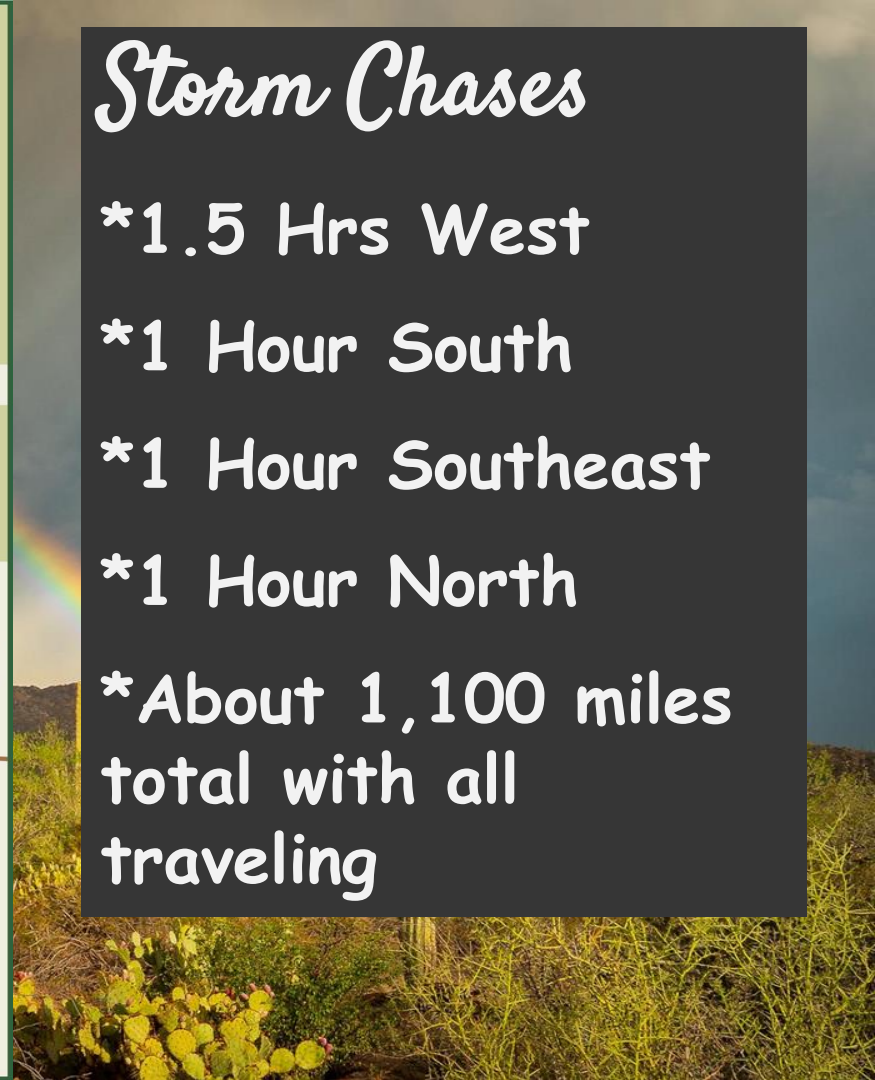 Storm Chases
*1.5 Hrs West
*1 Hour South
*1 Hour Southeast
*1 Hour North
*About 1,100 miles
total with all
traveling